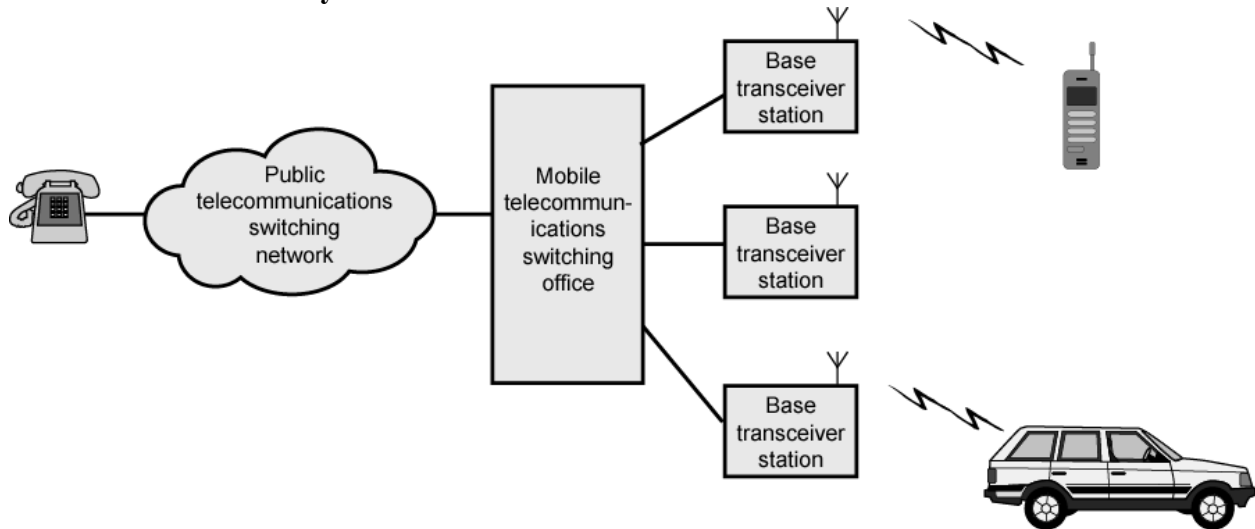 Public
telecommunications
switching
network
Mobile
telecommun-
ications
switching
office
Base
transceiver
station
Base
transceiver
station
Base
transceiver
station